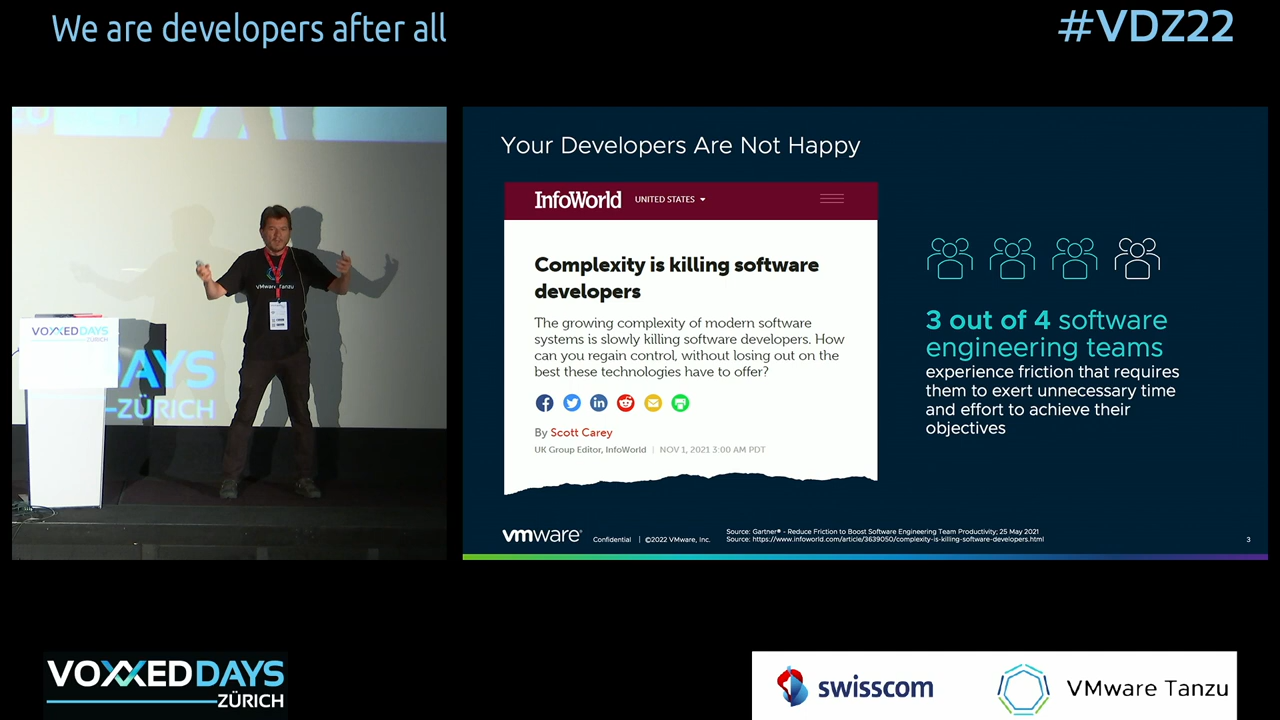 We are developers after all
#VDZ22
VMware Tanzu
VOXXEDDAYS
ZÜRICH
DAYS
ZÜRICH
Your Developers Are Not Happy
InfoWorld UNITED STATES
Complexity is killing software
developers
The growing complexity of modern software
systems is slowly killing software developers. How
can you regain control, without losing out on the
best these technologies have to offer?
By Scott Carey
UK Group Editor, InfoWorld | NOV 1, 2021 3:00 AM PDT
3 out of 4 software
engineering teams
experience friction that requires
them to exert unnecessary time
and effort to achieve their
objectives
vmware® Confidential | ©2022 VMware, Inc.
Source: Gartner® - Reduce Friction to Boost Software Engineering Team Productivity; 25 May 2021
Source: https://www.infoworld.com/article/3639050/complexity-is-killing-software-developers.html
3
VOXXEDDAYS
ZÜRICH
swisscom
VMware Tanzu